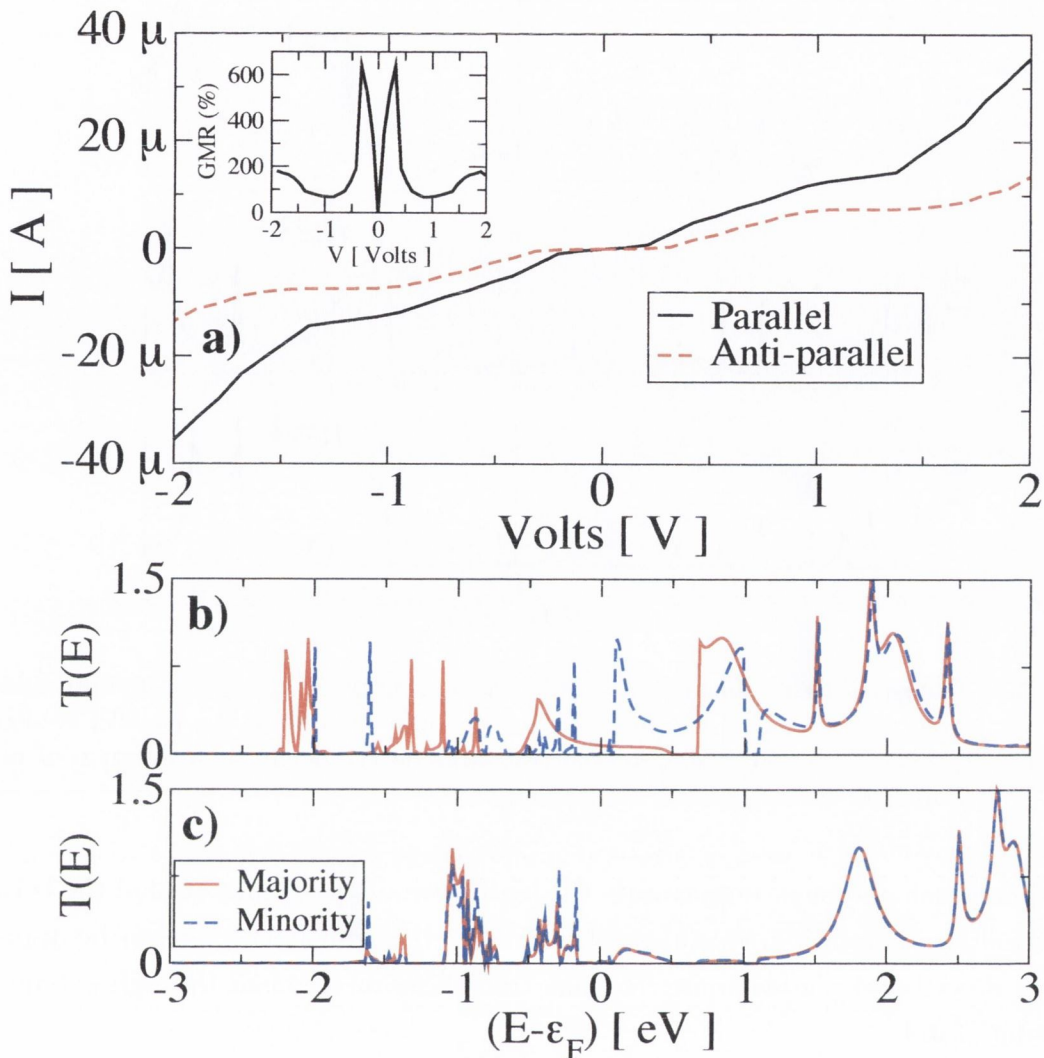 40 μ
20 μ
0
-20 μ
-40 μ
I [ A ]
600
400
200
0
GMR (%)
-2 -1 0 1 2
V [ Volts ]
a)
Parallel
Anti-parallel
-2 -1 0 1 2
Volts [ V ]
1.5
0
T(E)
b)
1.5
0
T(E)
c)
Majority
Minority
-3 -2 -1 0 1 2 3
(E-εF) [ eV ]